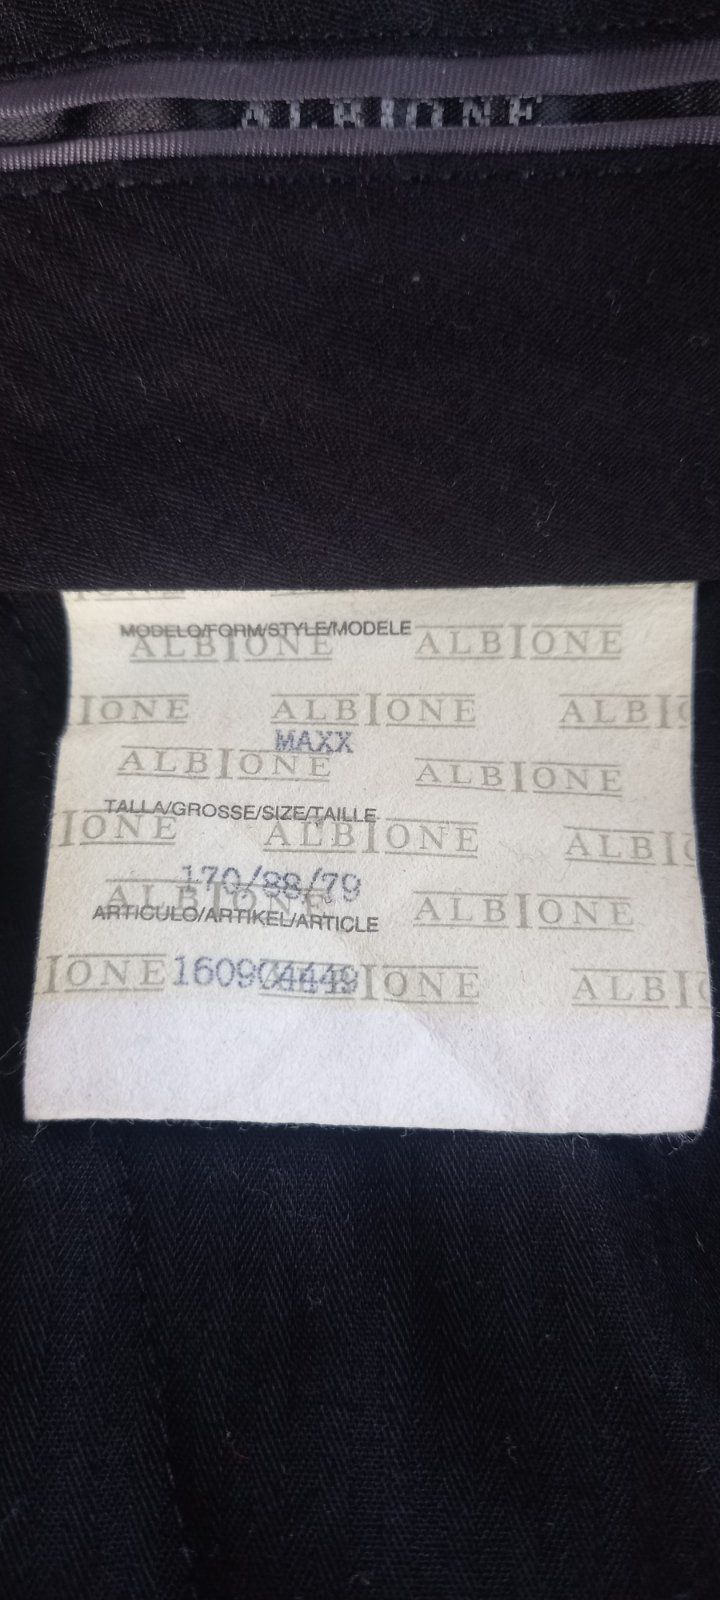 ALBIONE
MODELO/FORM/STYLE/MODELE
ALBIONE ALBIONE
IONE ALBIONE ALBI
MAXX
ALBIONE ALBIONE
TALLA/GROSSE/SIZE/TAILLE
IONE ALBIONE ALBI
170/88/79
ALBIONE ALBIONE
ARTICULO/ARTIKEL/ARTICLE
160904449
IONE ALBIONE ALBI